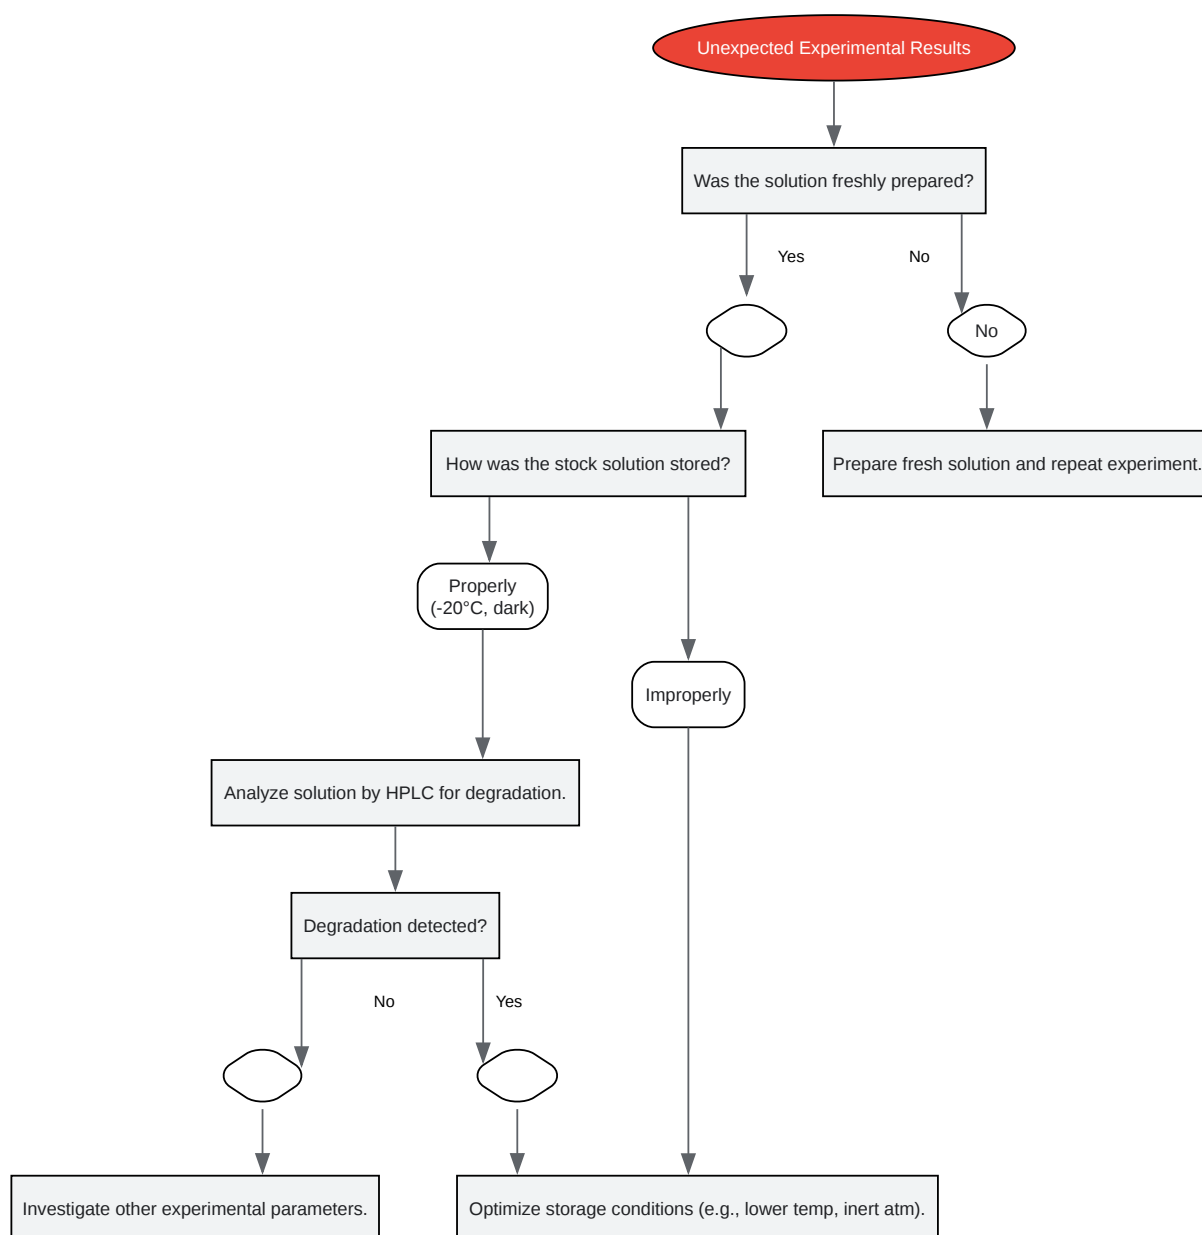 Unexpected Experimental Results
Was the solution freshly prepared?
Yes
No
No
How was the stock solution stored?
Prepare fresh solution and repeat experiment.
Properly
(-20°C, dark)
Improperly
Analyze solution by HPLC for degradation.
Degradation detected?
No
Yes
Investigate other experimental parameters.
Optimize storage conditions (e.g., lower temp, inert atm).